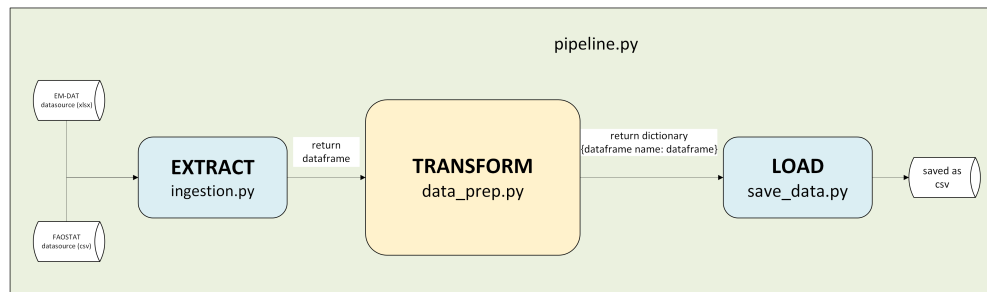 pipeline.py
EM-DAT
datasource (xlsx)
EXTRACT
ingestion.py
return
dataframe
TRANSFORM
data_prep.py
return dictionary
{dataframe name: dataframe}
LOAD
save_data.py
saved as
csv
FAOSTAT
datasource (csv)